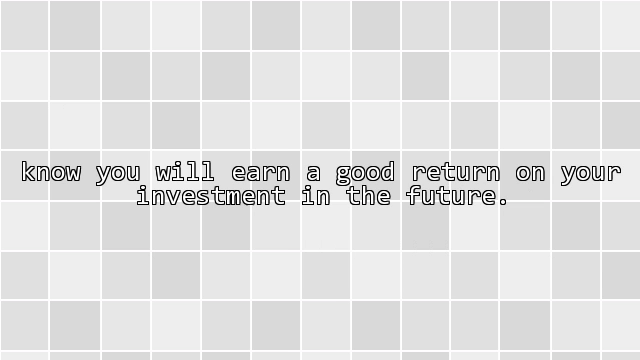 know you will earn a good return on your
investment in the future.